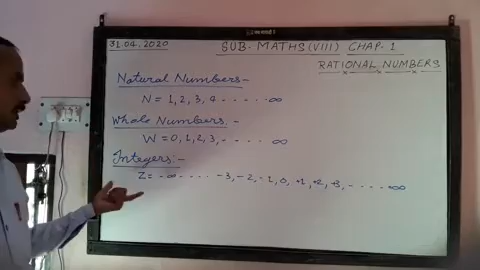 31.04.2020
SUB- MATHS (VIII) CHAP. 1
RATIONAL NUMBERS
Natural Numbers-
N = 1, 2, 3, 4 ----- ∞
Whole Numbers.-
W = 0, 1, 2, 3, ----- ∞
Integers.-
Z = -∞ ----- -3, -2, -1, 0, +1, +2, +3, ----- ∞